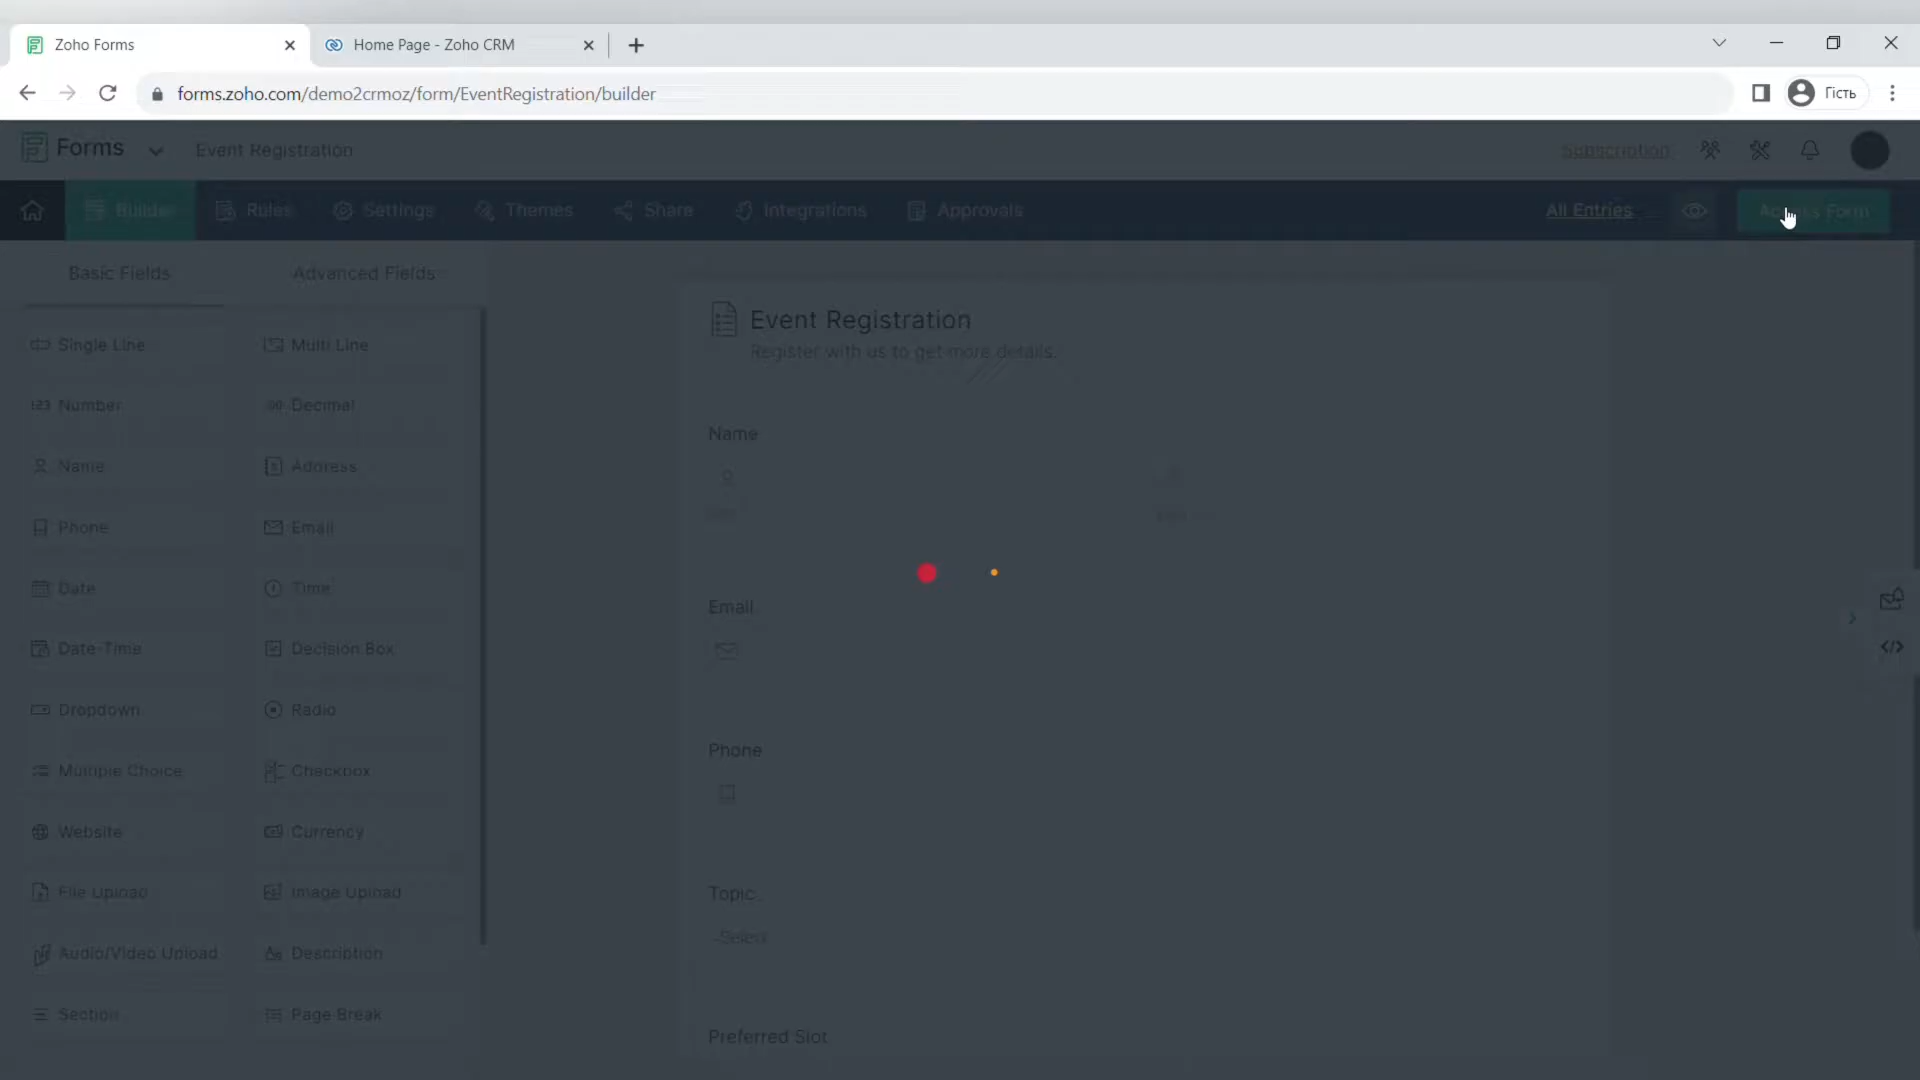 Zoho Forms
Home Page - Zoho CRM
forms.zoho.com/demo2crmoz/form/EventRegistration/builder
Гість
Forms
Event Registration
Subscription
Builder
Rules
Settings
Themes
Share
Integrations
Approvals
All Entries
Access Form
Basic Fields
Advanced Fields
Single Line
Multi Line
123 Number
Decimal
Name
Address
Phone
Email
Date
Time
Date-Time
Decision Box
Dropdown
Radio
Multiple Choice
Checkbox
Website
Currency
File Upload
Image Upload
Audio/Video Upload
Description
Section
Page Break
Event Registration
Register with us to get more details.
Name
Email
Phone
Topic
-Select-
Preferred Slot